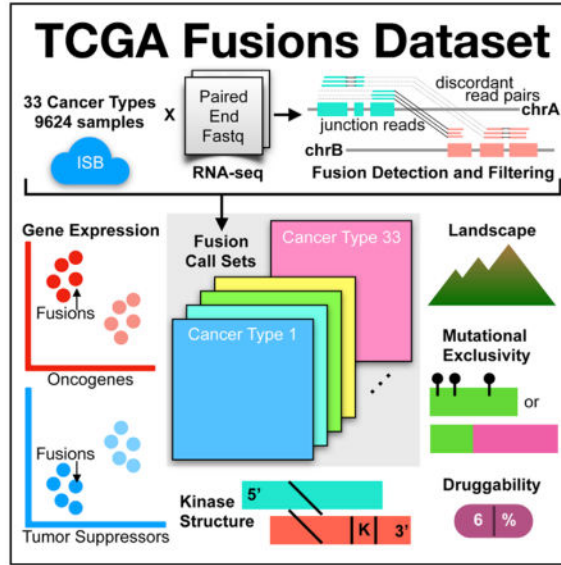 TCGA Fusions Dataset
33 Cancer Types
9624 samples
X
ISB
Paired
End
Fastq
RNA-seq
discordant
read pairs
chrA
junction reads
chrB
Fusion Detection and Filtering
Gene Expression
Fusions
Oncogenes
Fusions
Tumor Suppressors
Fusion
Call Sets
Cancer Type 33
Cancer Type 1
Landscape
Mutational
Exclusivity
or
Kinase
Structure
5’
K
3’
Druggability
6 %